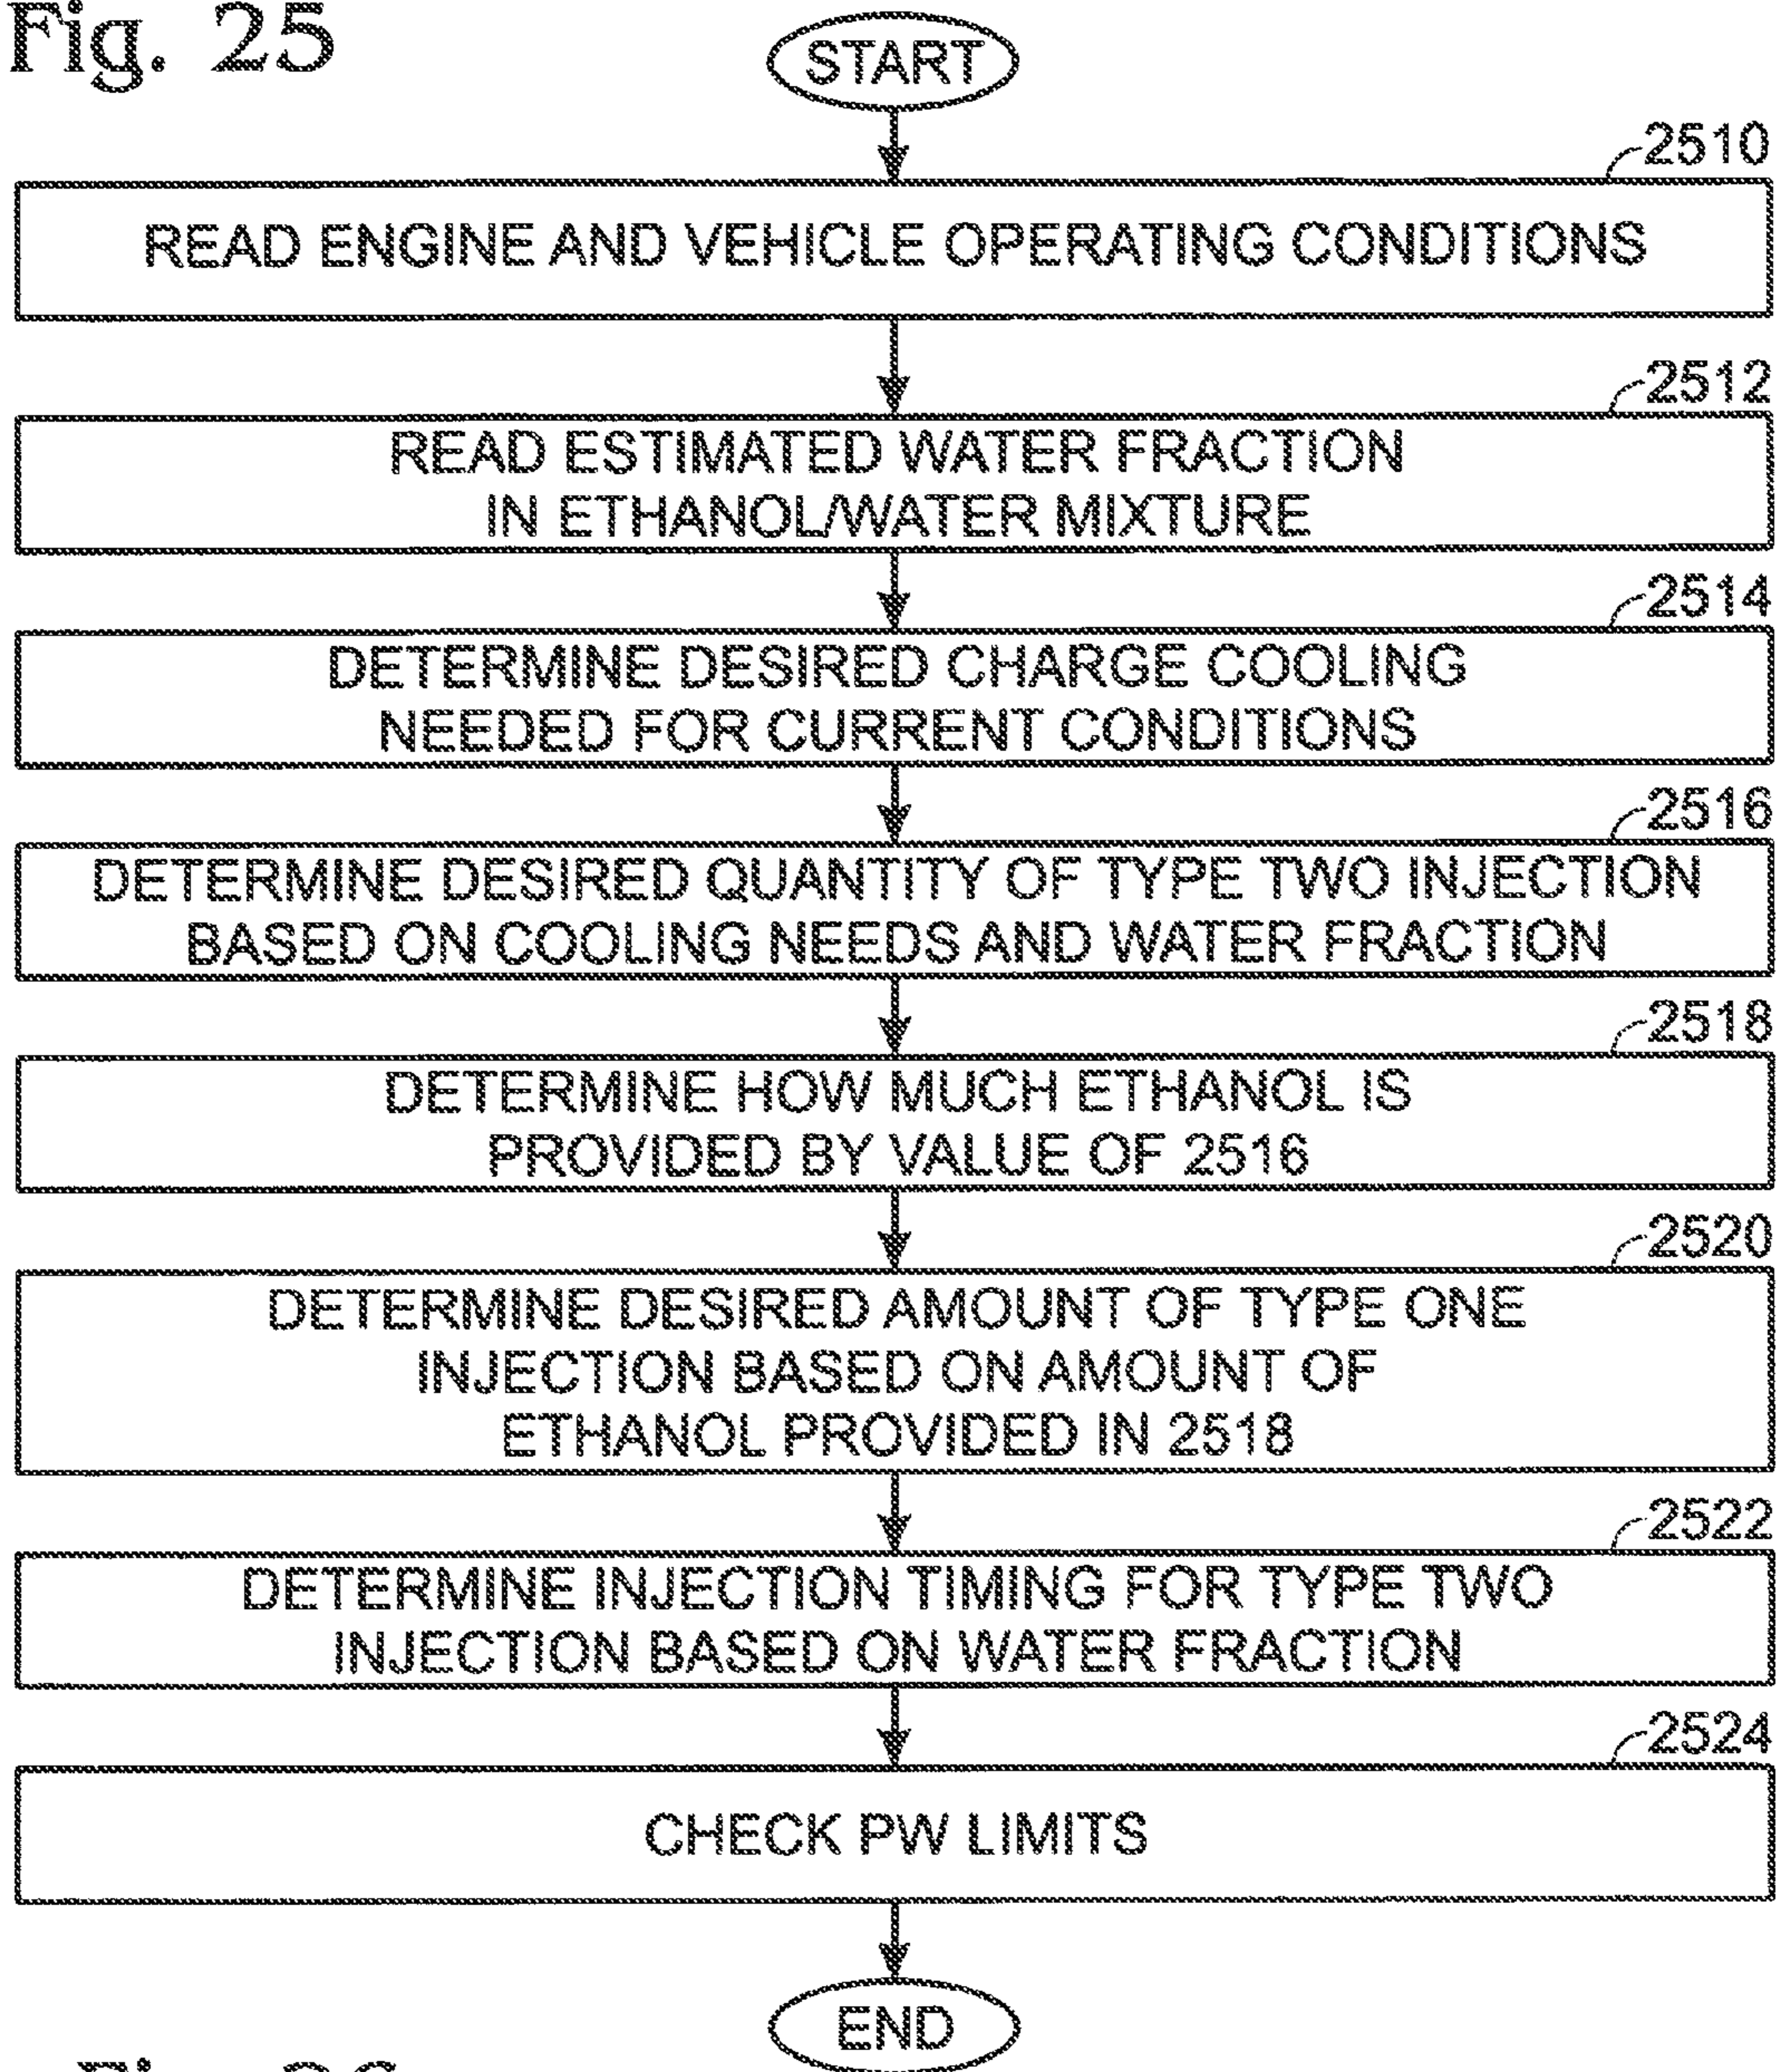 Fig. 25
START
2510
READ ENGINE AND VEHICLE OPERATING CONDITIONS
2512
READ ESTIMATED WATER FRACTION
IN ETHANOL/WATER MIXTURE
2514
DETERMINE DESIRED CHARGE COOLING
NEEDED FOR CURRENT CONDITIONS
2516
DETERMINE DESIRED QUANTITY OF TYPE TWO INJECTION
BASED ON COOLING NEEDS AND WATER FRACTION
2518
DETERMINE HOW MUCH ETHANOL IS
PROVIDED BY VALUE OF 2516
2520
DETERMINE DESIRED AMOUNT OF TYPE ONE
INJECTION BASED ON AMOUNT OF
ETHANOL PROVIDED IN 2518
2522
DETERMINE INJECTION TIMING FOR TYPE TWO
INJECTION BASED ON WATER FRACTION
2524
CHECK PW LIMITS
END